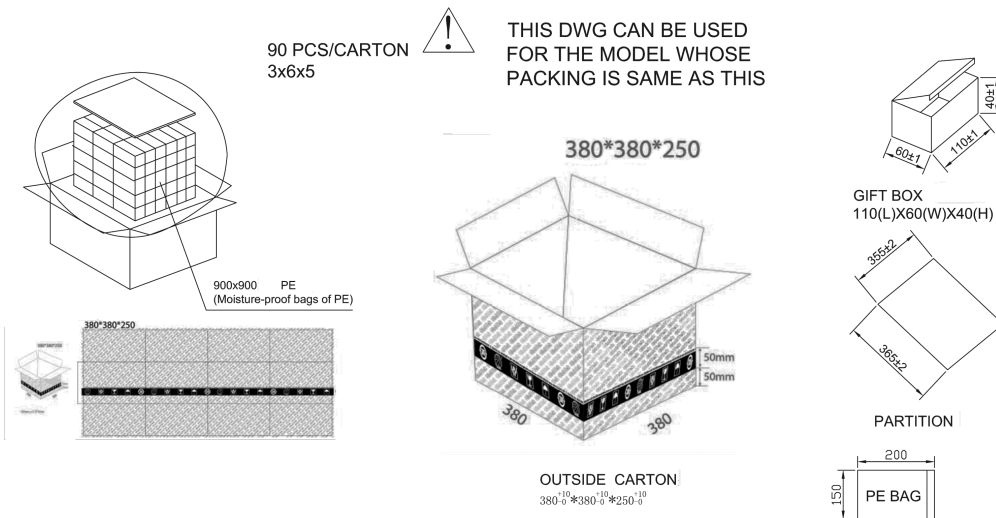 90 PCS/CARTON
3x6x5
!
THIS DWG CAN BE USED
FOR THE MODEL WHOSE
PACKING IS SAME AS THIS
900x900 PE
(Moisture-proof bags of PE)
380*380*250
380*380*250
380*380*250
50mm
50mm
380
380
OUTSIDE CARTON
380+10-0*380+10-0*250+10-0
40±1
60±1
110±1
GIFT BOX
110(L)X60(W)X40(H)
355±2
365±2
PARTITION
200
150
PE BAG